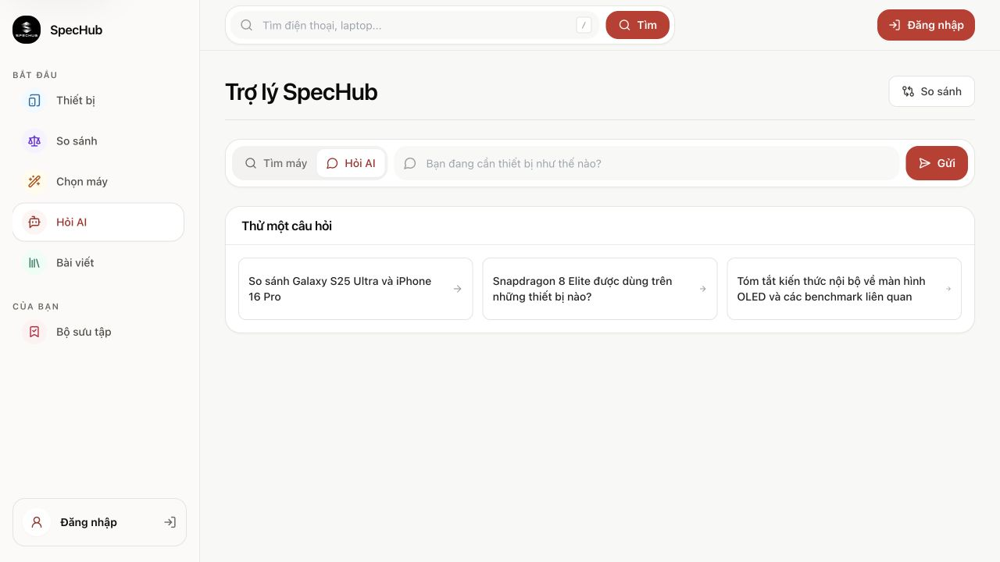 SPECHUB
SpecHub
BẮT ĐẦU
Thiết bị
So sánh
Chọn máy
Hỏi AI
Bài viết
CỦA BẠN
Bộ sưu tập
Đăng nhập
Tìm điện thoại, laptop...
/
Tìm
Đăng nhập
Trợ lý SpecHub
So sánh
Tìm máy
Hỏi AI
Bạn đang cần thiết bị như thế nào?
Gửi
Thử một câu hỏi
So sánh Galaxy S25 Ultra và iPhone
16 Pro
Snapdragon 8 Elite được dùng trên
những thiết bị nào?
Tóm tắt kiến thức nội bộ về màn hình
OLED và các benchmark liên quan